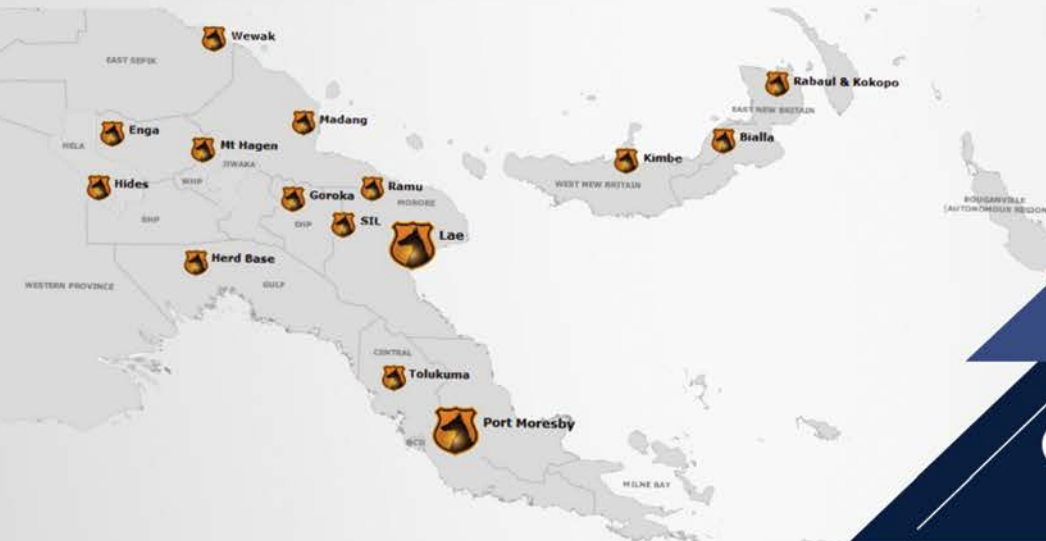 Wewak
EAST SEPIK
Rabaul & Kokopo
EAST NEW BRITAIN
Madang
Enga
Bialla
HELA
Mt Hagen
Kimbe
JIWAKA
WHP
WEST NEW BRITAIN
Hides
Goroka
Ramu
MOROBE
BOUGANVILLE
(AUTONOMOUS REGION
SHP
EHP
SIL
Lae
Herd Base
WESTERN PROVINCE
GULF
CENTRAL
Tolukuma
Port Moresby
NCD
MILNE BAY